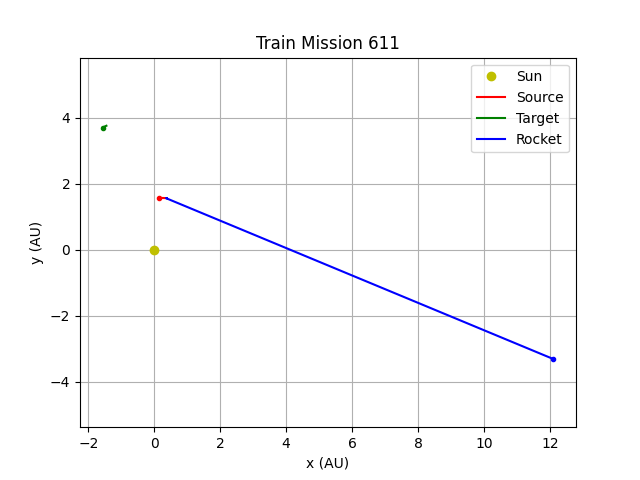 Train Mission 611
Sun
Source
Target
Rocket
4
2
0
−2
−4
y (AU)
−2
0
2
4
6
8
10
12
x (AU)